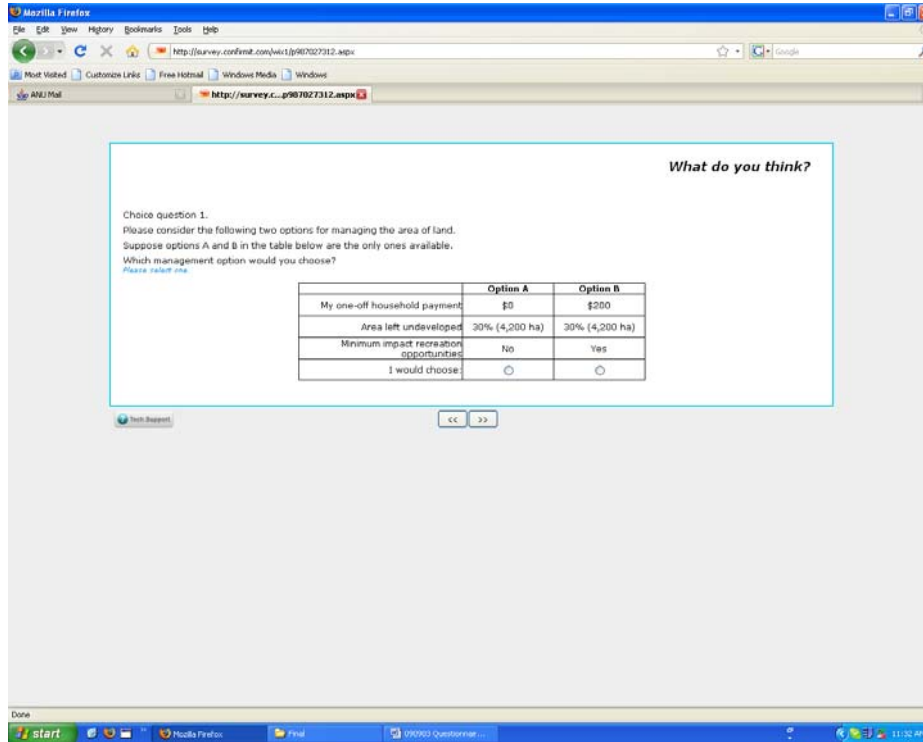 Mozilla Firefox
File Edit View History Bookmarks Tools Help
http://survey.confirmit.com/wix1/p987027312.aspx
Google
Most Visited Customize Links Free Hotmail Windows Media Windows
ANU Mail http://survey.c...p987027312.aspx
What do you think?
Choice question 1.
Please consider the following two options for managing the area of land.
Suppose options A and B in the table below are the only ones available.
Which management option would you choose?
Please select one
Option A Option B
My one-off household payment $0 $200
Area left undeveloped 30% (4,200 ha) 30% (4,200 ha)
Minimum impact recreation
opportunities No Yes
I would choose:
Tech Support
<< >>
Done
start Mozilla Firefox Final 090903 Questionnair... 11:32 AM